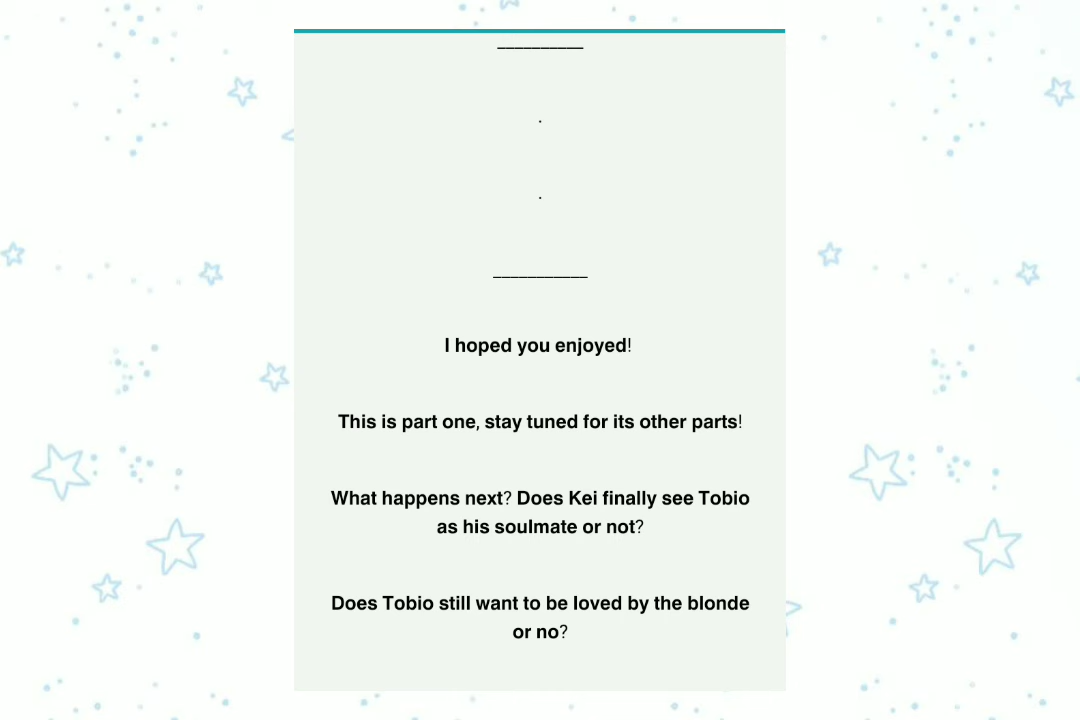 __________
.
.
___________
I hoped you enjoyed!
This is part one, stay tuned for its other parts!
What happens next? Does Kei finally see Tobio
as his soulmate or not?
Does Tobio still want to be loved by the blonde
or no?